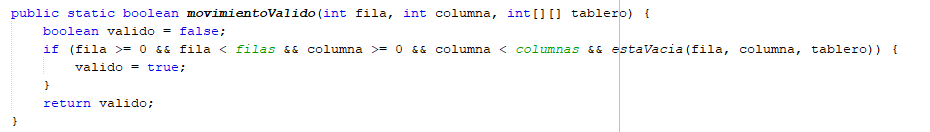 public static boolean movimientoValido(int fila, int columna, int[][] tablero) {
    boolean valido = false;
    if (fila >= 0 && fila < filas && columna >= 0 && columna < columnas && estaVacia(fila, columna, tablero)) {
        valido = true;
    }
    return valido;
}